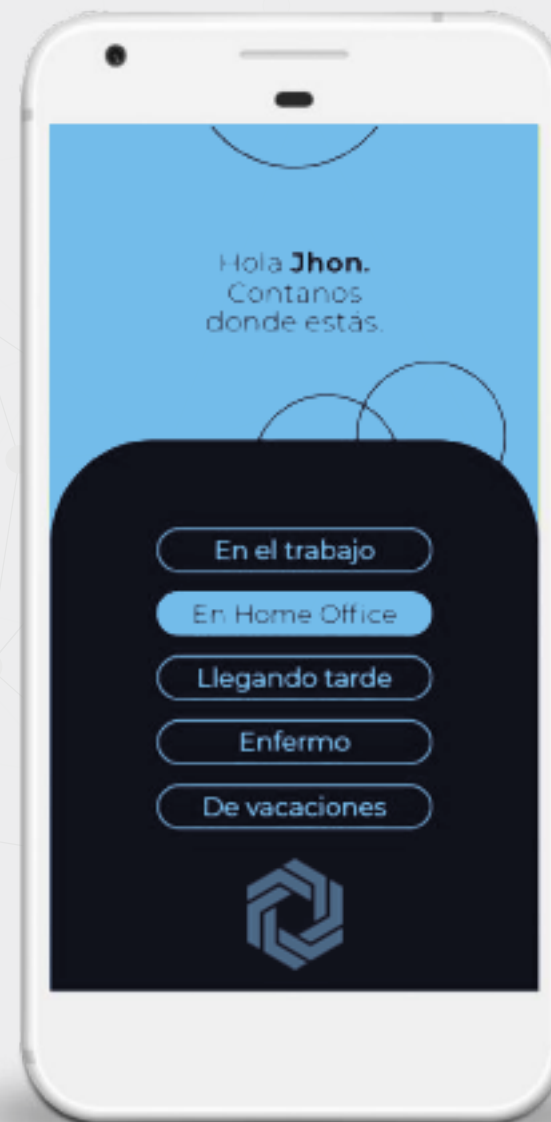 Hola Jhon.
Contanos
donde estás.
En el trabajo
En Home Office
Llegando tarde
Enfermo
De vacaciones